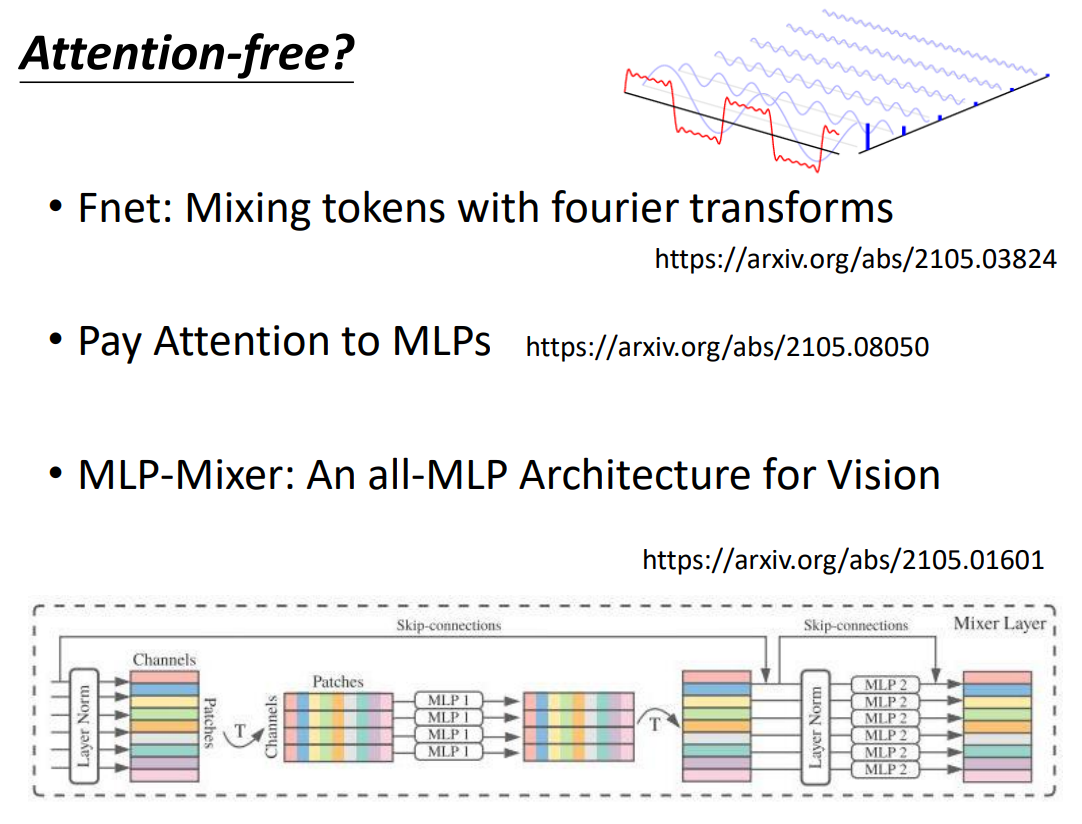 Attention-free?
• Fnet: Mixing tokens with fourier transforms
https://arxiv.org/abs/2105.03824
• Pay Attention to MLPs https://arxiv.org/abs/2105.08050
• MLP-Mixer: An all-MLP Architecture for Vision
https://arxiv.org/abs/2105.01601
Skip-connections
Skip-connections
Mixer Layer
Layer Norm
Channels
Patches
T
Channels
Patches
MLP 1
MLP 1
MLP 1
MLP 1
T
Layer Norm
MLP 2
MLP 2
MLP 2
MLP 2
MLP 2
MLP 2